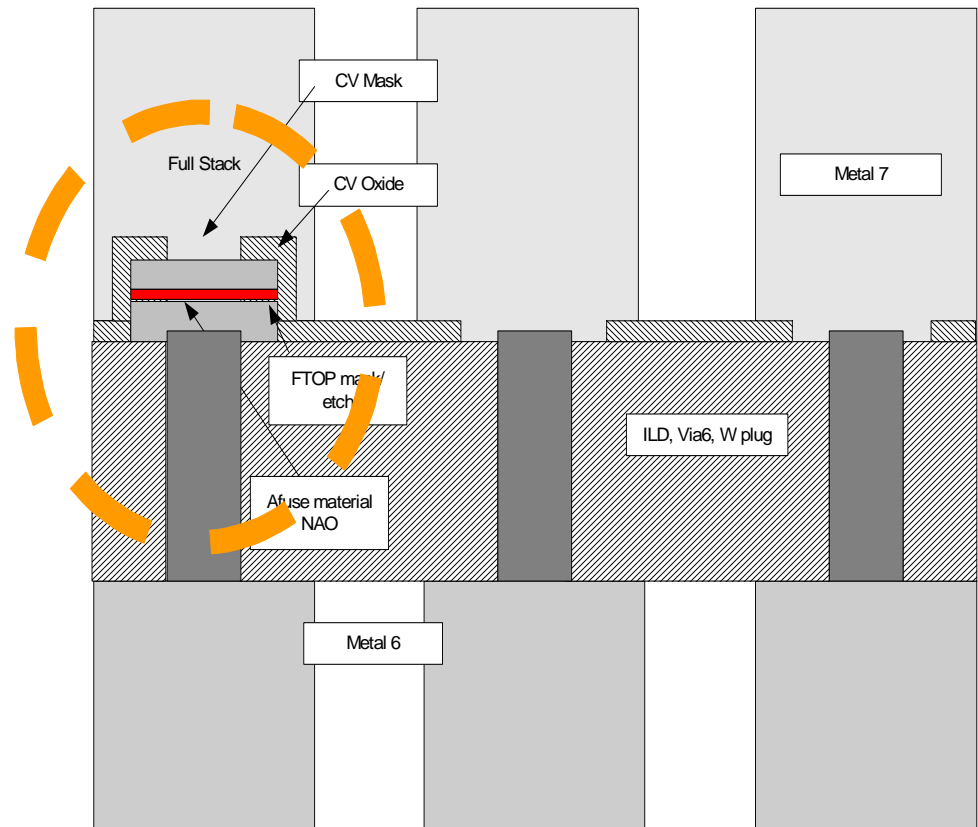 CV Mask
Full Stack
CV Oxide
Metal 7
FTOP mask/
etch
ILD, Via6, W plug
Afuse material
NAO
Metal 6